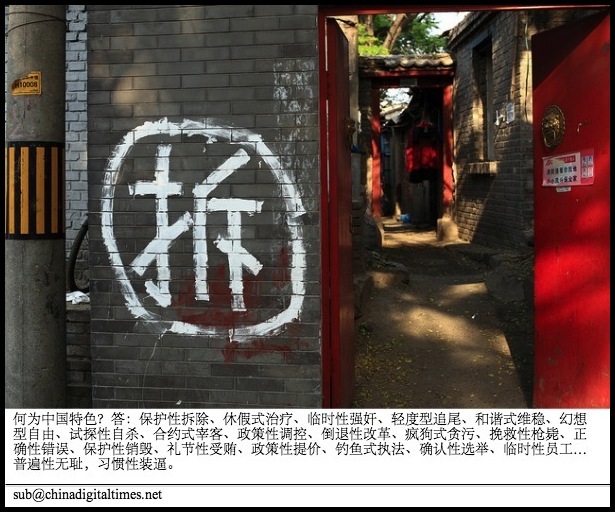 H10008
拆
何为中国特色？答：保护性拆除、休假式治疗、临时性强奸、轻度型追尾、和谐式维稳、幻想
型自由、试探性自杀、合约式宰客、政策性调控、倒退性改革、疯狗式贪污、挽救性枪毙、正
确性错误、保护性销毁、礼节性受贿、政策性提价、钓鱼式执法、确认性选举、临时性员工…
普遍性无耻，习惯性装逼。
sub@chinadigitaltimes.net